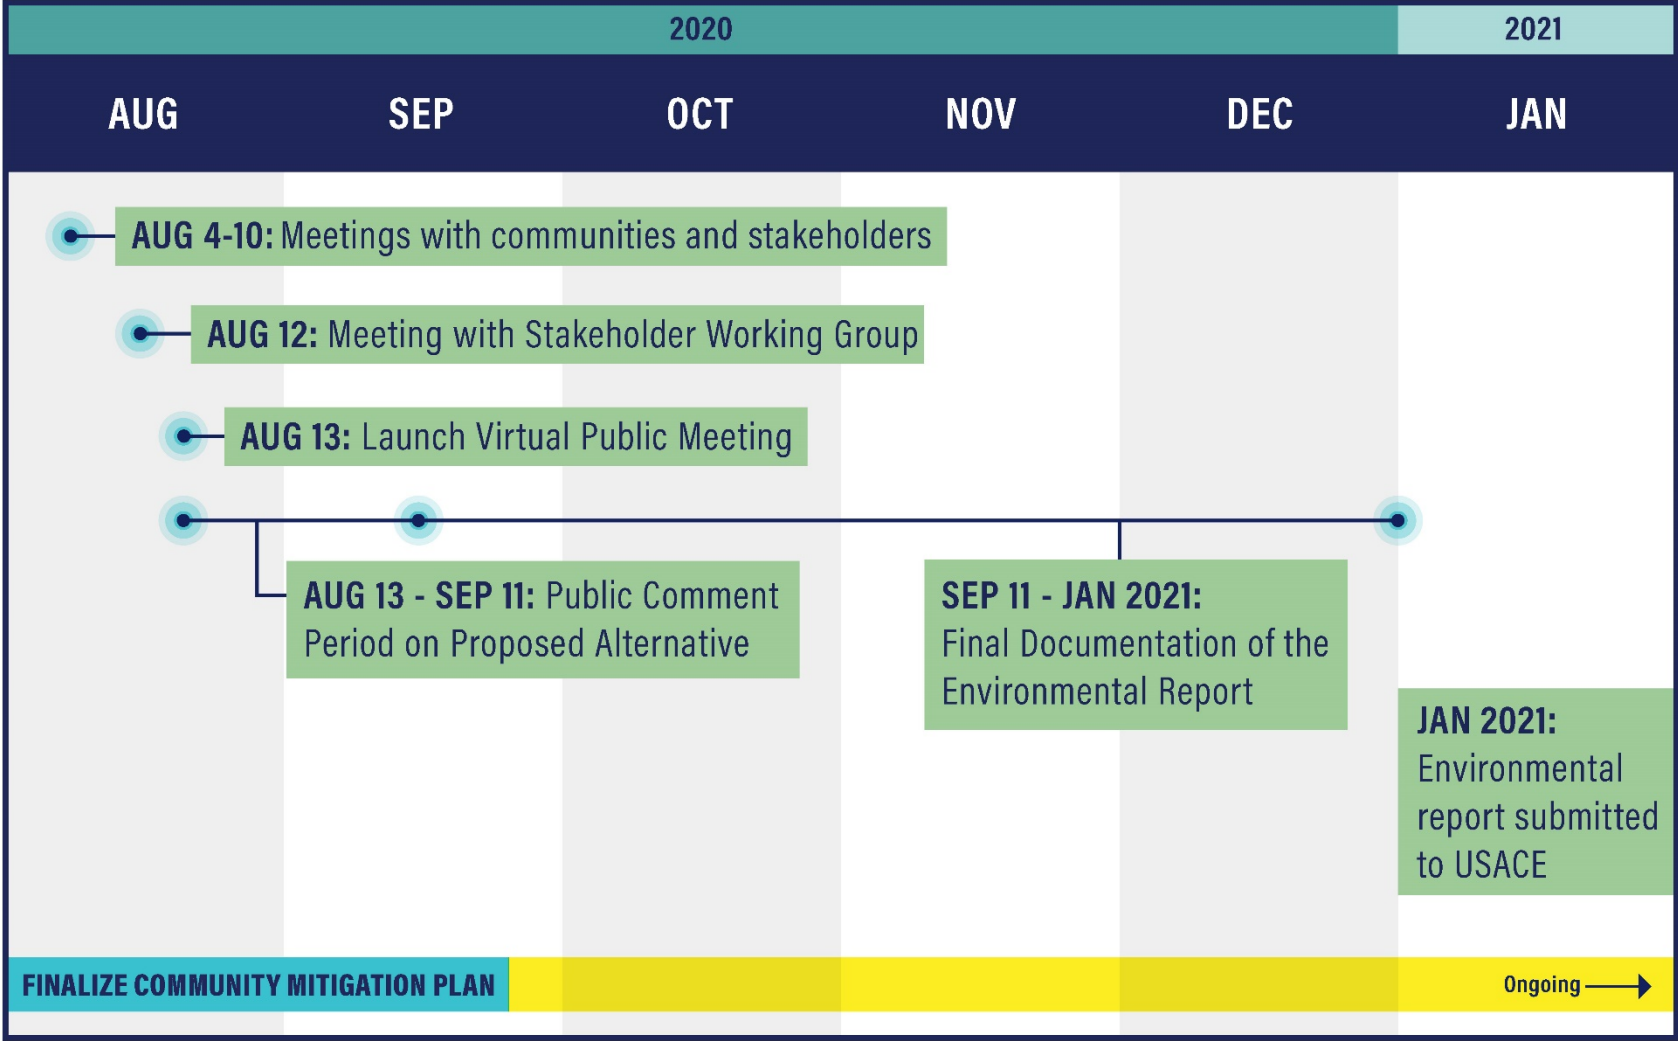 2020 2021
AUG SEP OCT NOV DEC JAN
AUG 4-10: Meetings with communities and stakeholders
AUG 12: Meeting with Stakeholder Working Group
AUG 13: Launch Virtual Public Meeting
AUG 13 - SEP 11: Public Comment
Period on Proposed Alternative
SEP 11 - JAN 2021:
Final Documentation of the
Environmental Report
JAN 2021:
Environmental
report submitted
to USACE
FINALIZE COMMUNITY MITIGATION PLAN
Ongoing